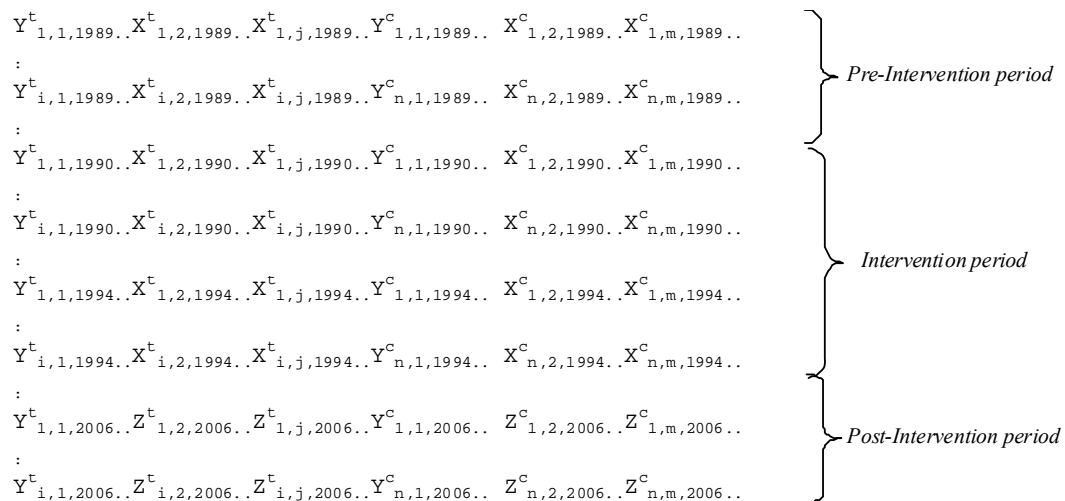 Y^t_{1,1,1989..}X^t_{1,2,1989..}X^t_{1,j,1989..}Y^c_{1,1,1989..} X^c_{1,2,1989..}X^c_{1,m,1989..}
:
Pre-Intervention period
Y^t_{i,1,1989..}X^t_{i,2,1989..}X^t_{i,j,1989..}Y^c_{n,1,1989..} X^c_{n,2,1989..}X^c_{n,m,1989..}
:
Y^t_{1,1,1990..}X^t_{1,2,1990..}X^t_{1,j,1990..}Y^c_{1,1,1990..} X^c_{1,2,1990..}X^c_{1,m,1990..}
:
Y^t_{i,1,1990..}X^t_{i,2,1990..}X^t_{i,j,1990..}Y^c_{n,1,1990..} X^c_{n,2,1990..}X^c_{n,m,1990..}
:
Intervention period
Y^t_{1,1,1994..}X^t_{1,2,1994..}X^t_{1,j,1994..}Y^c_{1,1,1994..} X^c_{1,2,1994..}X^c_{1,m,1994..}
:
Y^t_{i,1,1994..}X^t_{i,2,1994..}X^t_{i,j,1994..}Y^c_{n,1,1994..} X^c_{n,2,1994..}X^c_{n,m,1994..}
:
Y^t_{1,1,2006..}Z^t_{1,2,2006..}Z^t_{1,j,2006..}Y^c_{1,1,2006..} Z^c_{1,2,2006..}Z^c_{1,m,2006..}
Post-Intervention period
:
Y^t_{i,1,2006..}Z^t_{i,2,2006..}Z^t_{i,j,2006..}Y^c_{n,1,2006..} Z^c_{n,2,2006..}Z^c_{n,m,2006..}